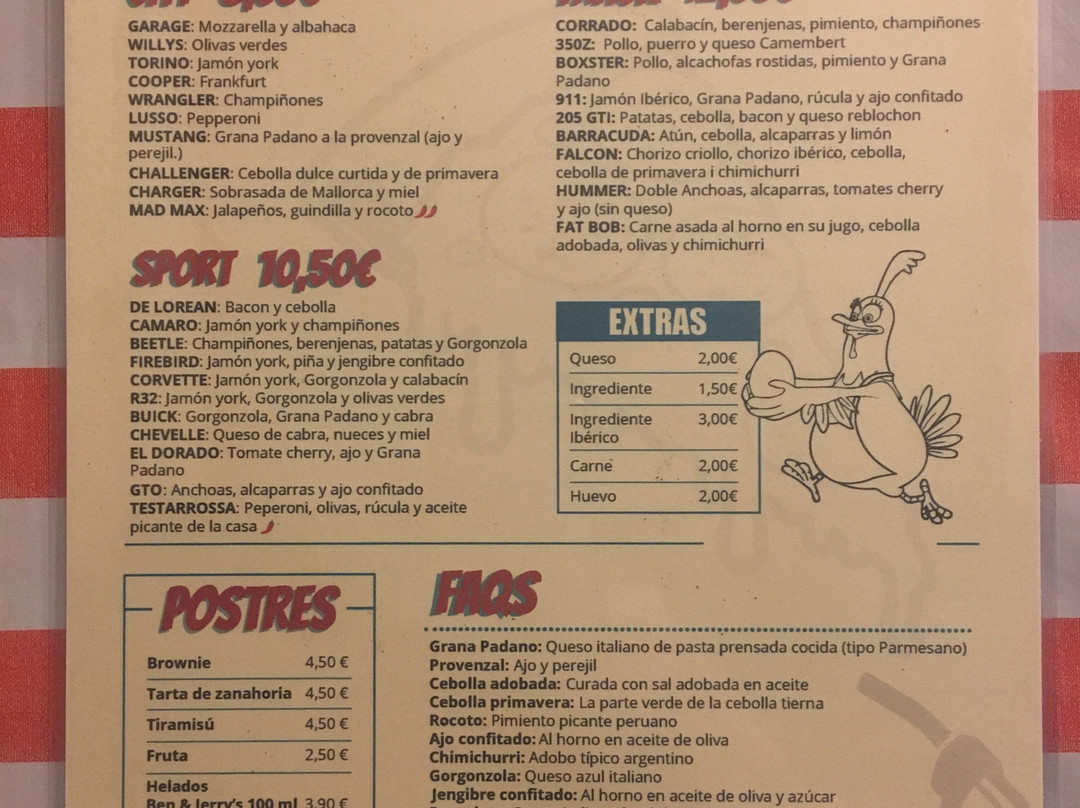 GARAGE: Mozzarella y albahaca
WILLYS: Olivas verdes
TORINO: Jamón york
COOPER: Frankfurt
WRANGLER: Champiñones
LUSSO: Pepperoni
MUSTANG: Grana Padano a la provenzal (ajo y
perejil.)
CHALLENGER: Cebolla dulce curtida y de primavera
CHARGER: Sobrasada de Mallorca y miel
MAD MAX: Jalapeños, guindilla y rocoto
SPORT 10,50€
DE LOREAN: Bacon y cebolla
CAMARO: Jamón york y champiñones
BEETLE: Champiñones, berenjenas, patatas y Gorgonzola
FIREBIRD: Jamón york, piña y jengibre confitado
CORVETTE: Jamón york, Gorgonzola y calabacín
R32: Jamón york, Gorgonzola y olivas verdes
BUICK: Gorgonzola, Grana Padano y cabra
CHEVELLE: Queso de cabra, nueces y miel
EL DORADO: Tomate cherry, ajo y Grana
Padano
GTO: Anchoas, alcaparras y ajo confitado
TESTARROSSA: Peperoni, olivas, rúcula y aceite
picante de la casa
CORRADO: Calabacín, berenjenas, pimiento, champiñones
350Z: Pollo, puerro y queso Camembert
BOXSTER: Pollo, alcachofas rostidas, pimiento y Grana
Padano
911: Jamón Ibérico, Grana Padano, rúcula y ajo confitado
205 GTI: Patatas, cebolla, bacon y queso reblochon
BARRACUDA: Atún, cebolla, alcaparras y limón
FALCON: Chorizo criollo, chorizo ibérico, cebolla,
cebolla de primavera i chimichurri
HUMMER: Doble Anchoas, alcaparras, tomates cherry
y ajo (sin queso)
FAT BOB: Carne asada al horno en su jugo, cebolla
adobada, olivas y chimichurri
EXTRAS
Queso 2,00€
Ingrediente 1,50€
Ingrediente 3,00€
Ibérico
Carne 2,00€
Huevo 2,00€
POSTRES
Brownie 4,50 €
Tarta de zanahoria 4,50 €
Tiramisú 4,50 €
Fruta 2,50 €
Helados
Ben & Jerry's 100 ml 3,90 €
FAQS
Grana Padano: Queso italiano de pasta prensada cocida (tipo Parmesano)
Provenzal: Ajo y perejil
Cebolla adobada: Curada con sal adobada en aceite
Cebolla primavera: La parte verde de la cebolla tierna
Rocoto: Pimiento picante peruano
Ajo confitado: Al horno en aceite de oliva
Chimichurri: Adobo típico argentino
Gorgonzola: Queso azul italiano
Jengibre confitado: Al horno en aceite de oliva y azúcar